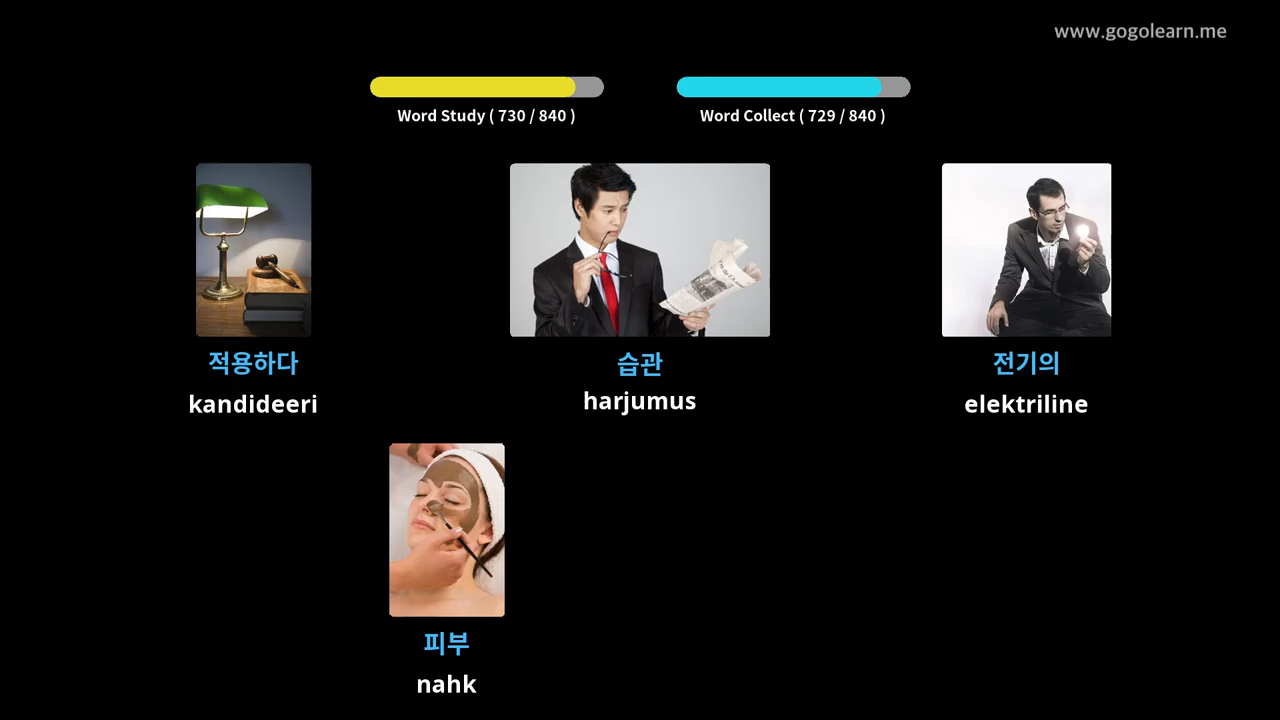 www.gogolearn.me
Word Study ( 730 / 840 )
Word Collect ( 729 / 840 )
적용하다
kandideeri
습관
harjumus
전기의
elektriline
피부
nahk